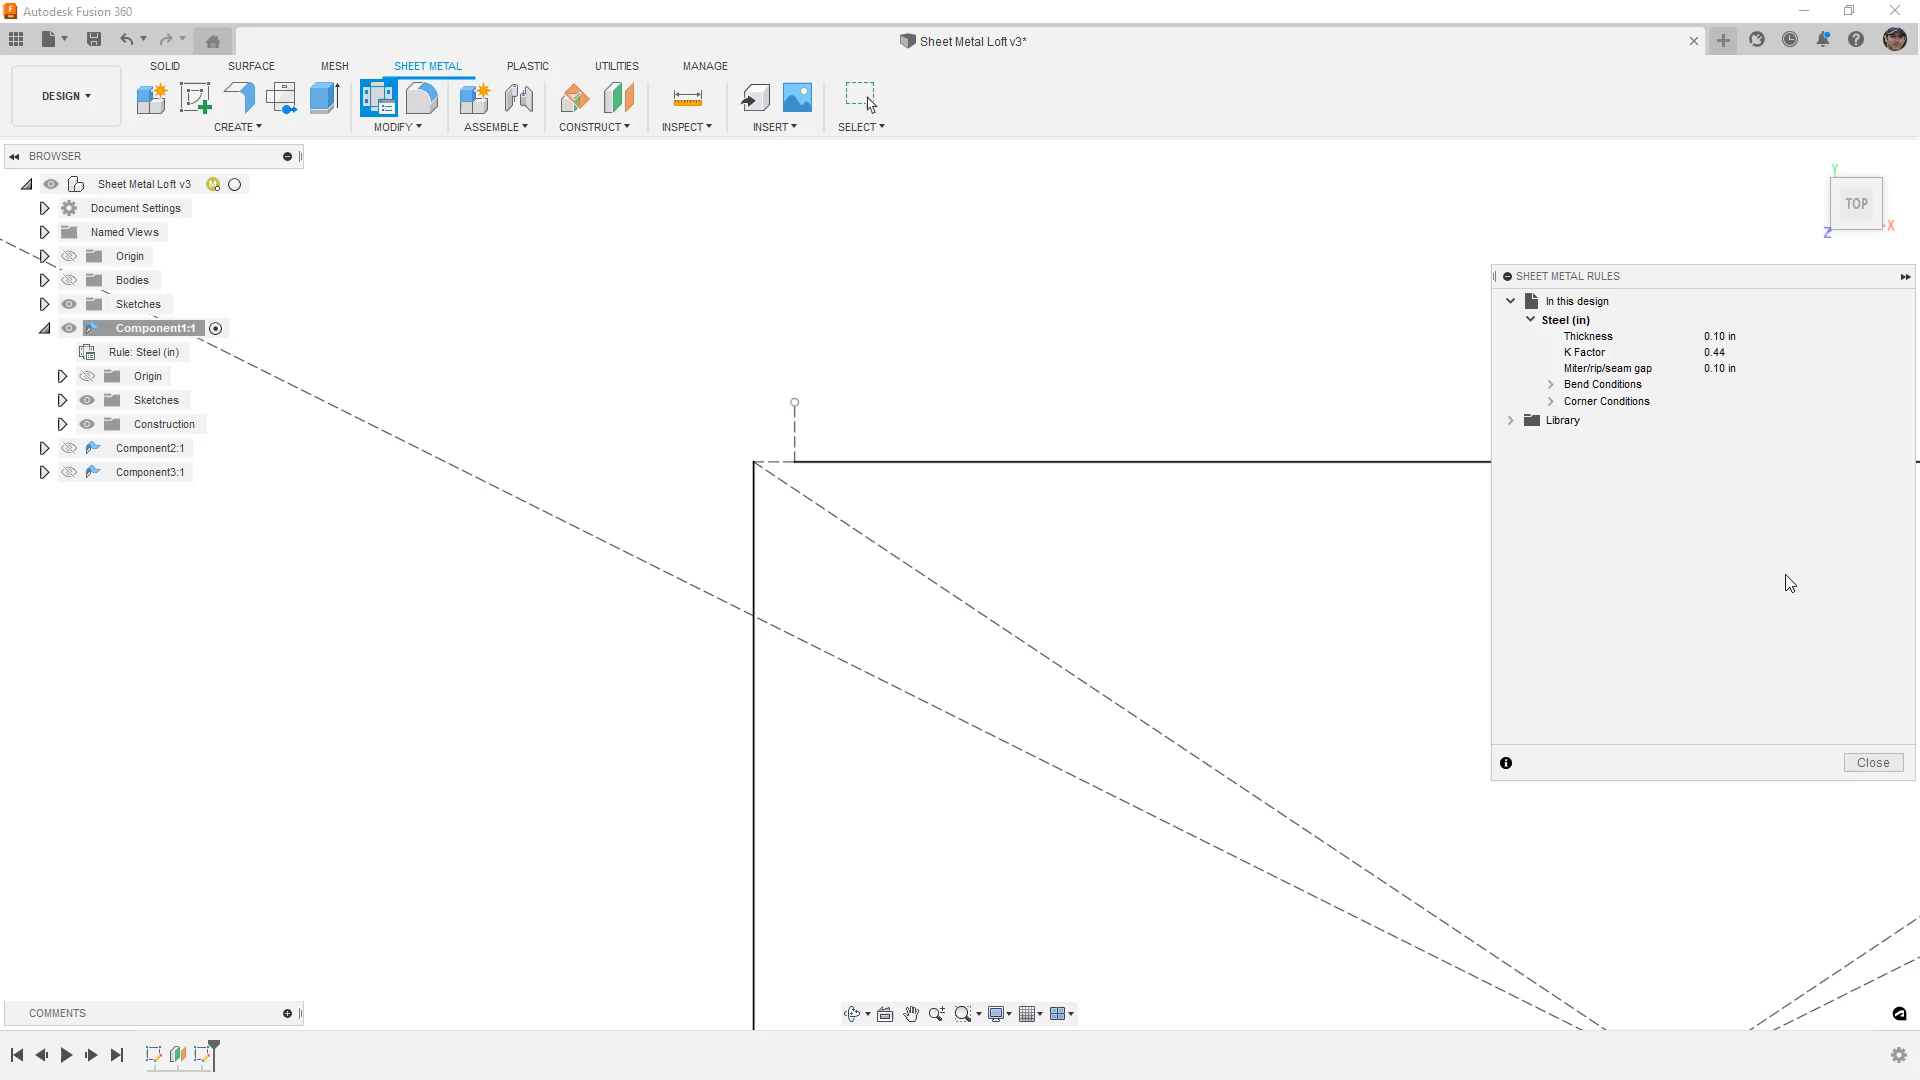 Autodesk Fusion 360
Sheet Metal Loft v3*
SOLID
SURFACE
MESH
SHEET METAL
PLASTIC
UTILITIES
MANAGE
DESIGN
CREATE
MODIFY
ASSEMBLE
CONSTRUCT
INSPECT
INSERT
SELECT
BROWSER
Sheet Metal Loft v3
Document Settings
Named Views
Origin
Bodies
Sketches
Component1:1
Rule: Steel (in)
Origin
Sketches
Construction
Component2:1
Component3:1
Y
TOP
X
Z
SHEET METAL RULES
In this design
Steel (in)
Thickness 0.10 in
K Factor 0.44
Miter/rip/seam gap 0.10 in
Bend Conditions
Corner Conditions
Library
Close
COMMENTS